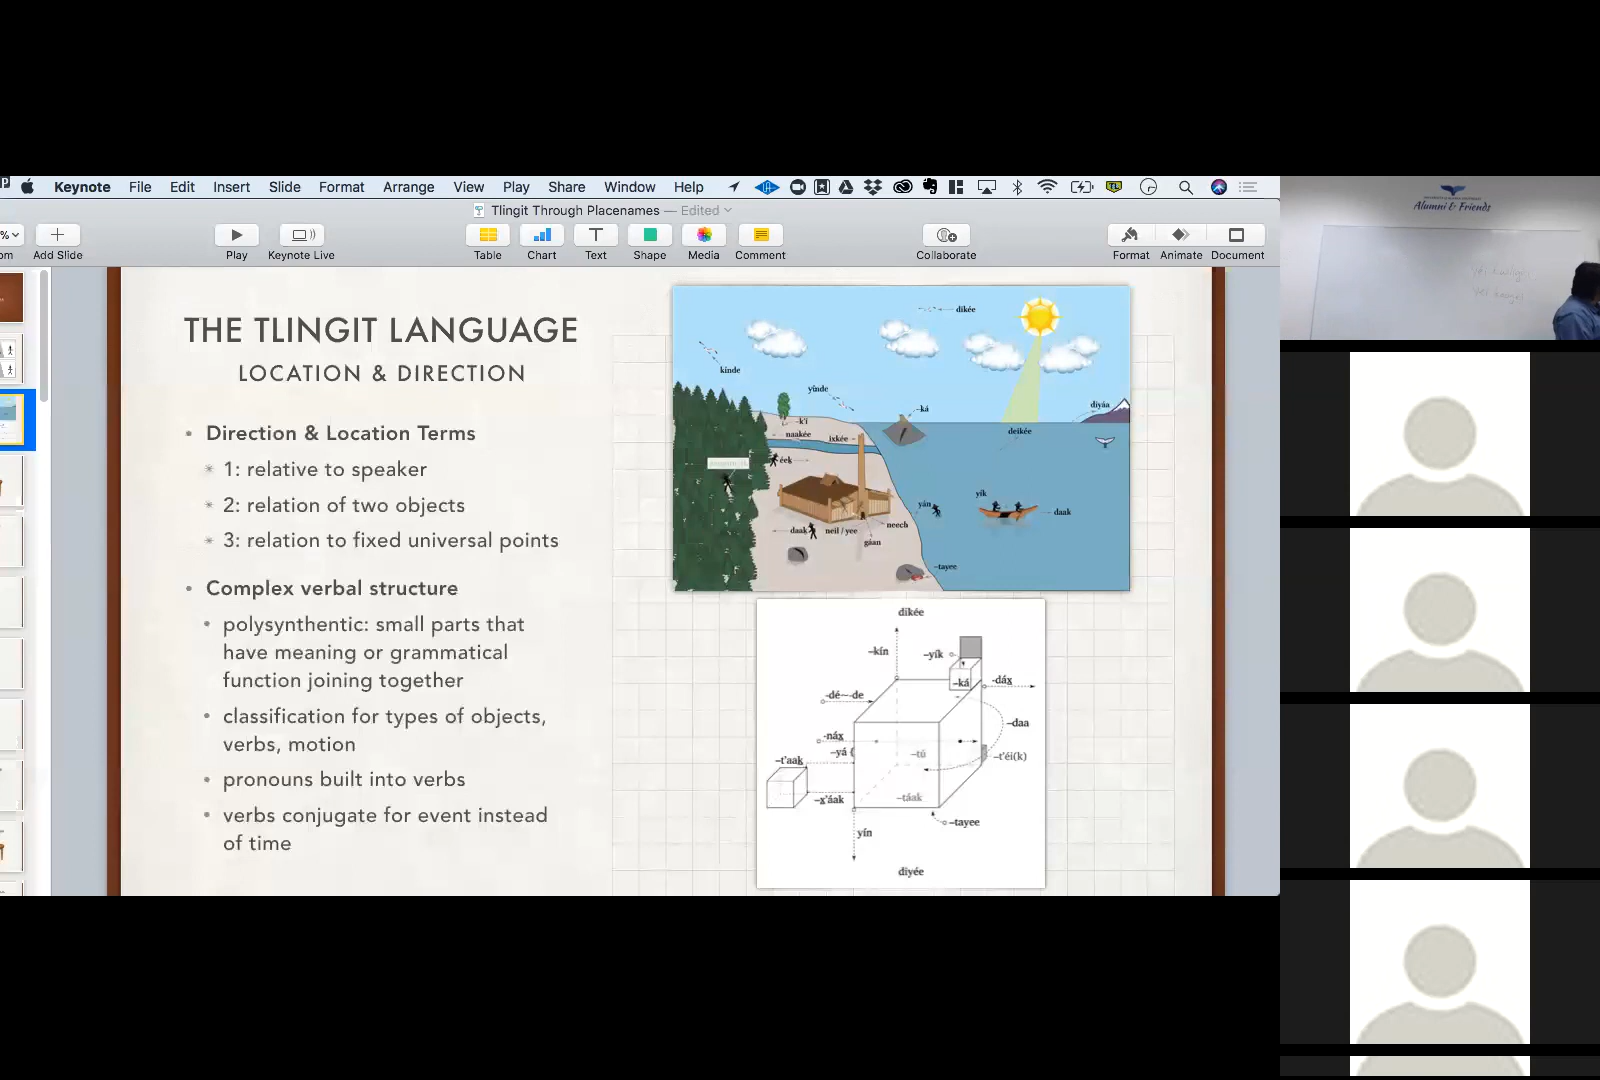 Keynote File Edit Insert Slide Format Arrange View Play Share Window Help
Tlingit Through Placenames — Edited
Add Slide Play Keynote Live Table Chart Text Shape Media Comment Collaborate Format Animate Document
Alumni & Friends
THE TLINGIT LANGUAGE
LOCATION & DIRECTION
Direction & Location Terms
1: relative to speaker
2: relation of two objects
3: relation to fixed universal points
Complex verbal structure
polysynthentic: small parts that
have meaning or grammatical
function joining together
classification for types of objects,
verbs, motion
pronouns built into verbs
verbs conjugate for event instead
of time
dikée
kínde
yínde
–ká
diyáa
–k'í
naakée
ixkée
deikée
éek
yík
yán
daak
neech
daak
neil / yee
gáan
–tayee
dikée
–kín
–yík
–ká
-dáx̱
-dé~-de
–daa
-náx̱
–yá
–tú
–t'éi(k)
–t'aak̲
–x̱'áak
–táak
–tayee
yín
diyée